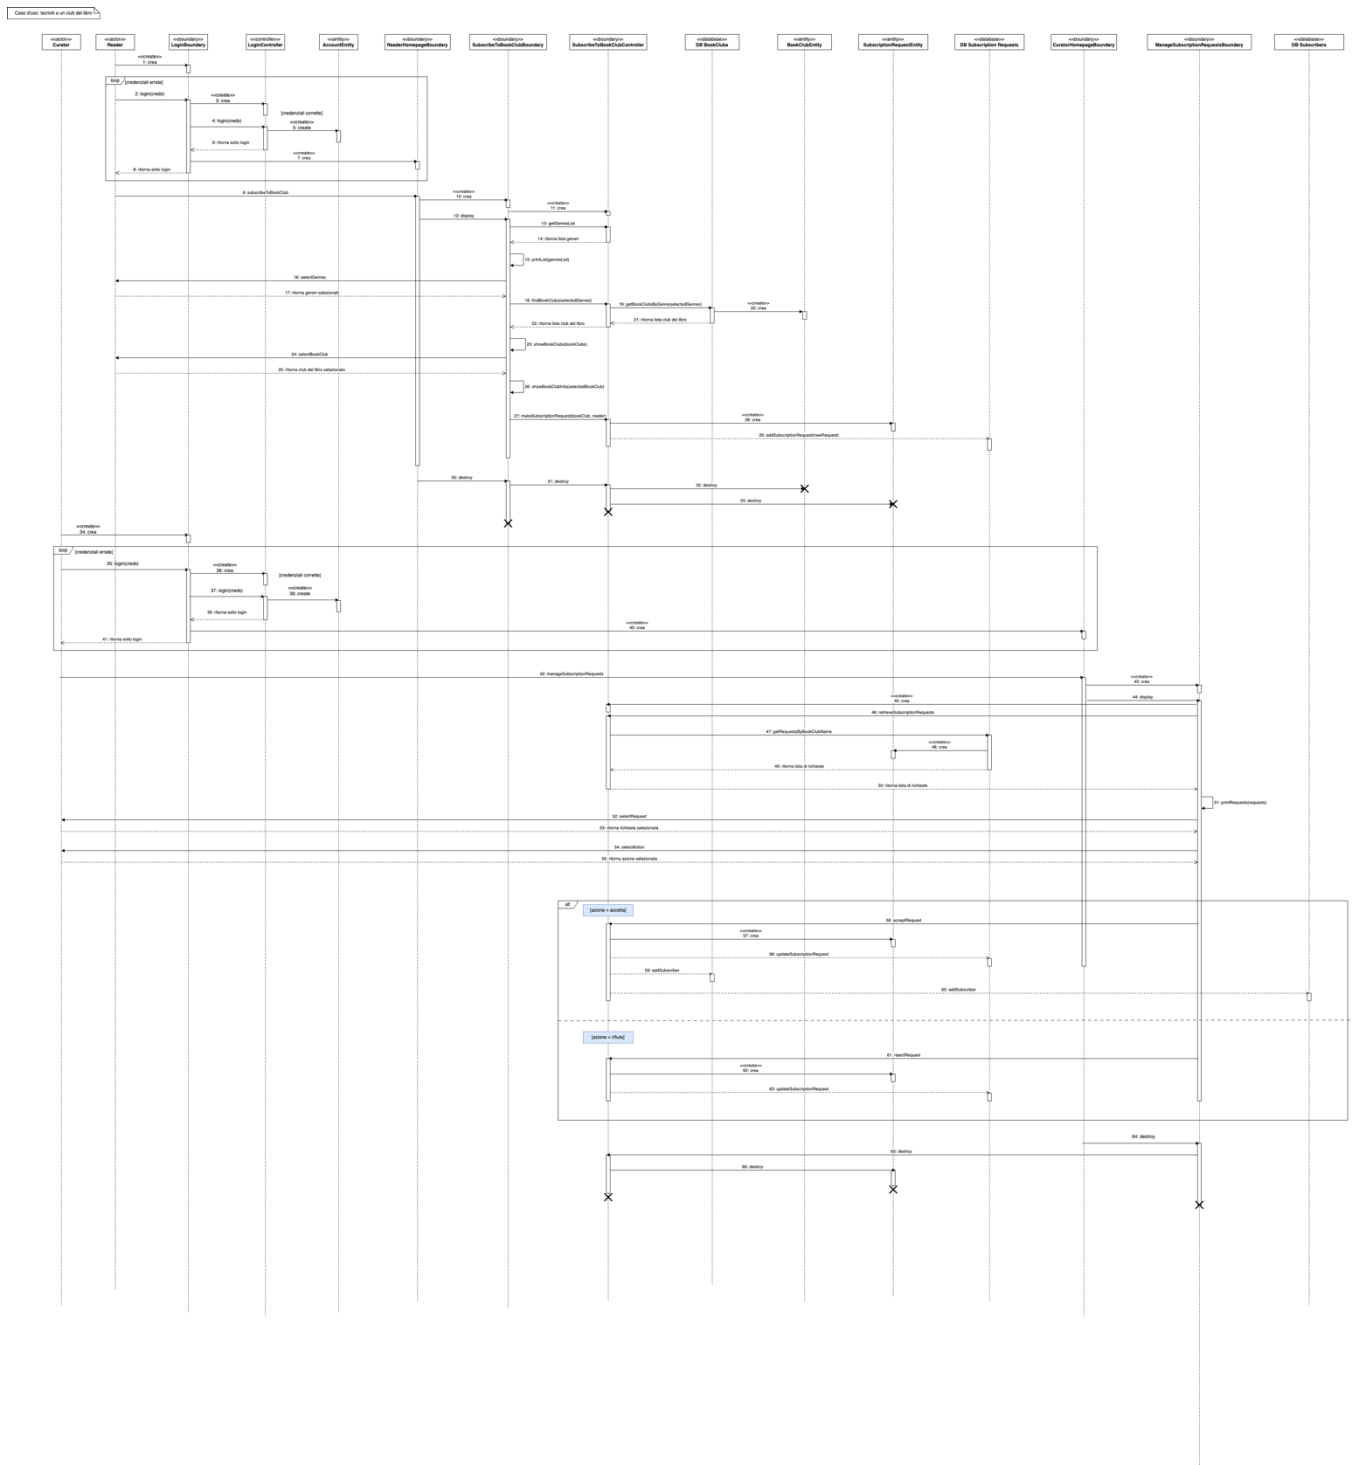 Caso d'uso: Iscriviti a un club del libro
<<actor>>
Curator
<<actor>>
Reader
<<boundary>>
LoginBoundary
<<controller>>
LoginController
<<entity>>
AccountEntity
<<boundary>>
ReaderHomepageBoundary
<<boundary>>
SubscribeToBookClubBoundary
<<boundary>>
SubscribeToBookClubController
<<database>>
DB BookClubs
<<entity>>
BookClubEntity
<<entity>>
SubscriptionRequestEntity
<<database>>
DB Subscription Requests
<<boundary>>
CuratorHomepageBoundary
<<boundary>>
ManageSubscriptionRequestsBoundary
<<database>>
DB Subscribers
<<create>>
1: crea
loop
[credenziali errate]
2: login(creds)
<<create>>
3: crea
[credenziali corrette]
4: login(creds)
<<create>>
5: create
6: ritorna esito login
<<create>>
7: crea
8: ritorna esito login
9: subscribeToBookClub
<<create>>
10: crea
<<create>>
11: crea
12: display
13: getGenresList
14: ritorna lista generi
15: printList(genresList)
16: selectGenres
17: ritorna generi selezionati
18: findBookClubs(selectedGenres)
19: getBookClubsByGenre(selectedGenres)
<<create>>
20: crea
21: ritorna lista club del libro
22: ritorna lista club del libro
23: showBookClubs(bookClubs)
24: selectBookClub
25: ritorna club del libro selezionato
26: showBookClubInfo(selectedBookClub)
27: makeSubscriptionRequest(bookClub, reader)
<<create>>
28: crea
29: addSubscriptionRequest(newRequest)
30: destroy
31: destroy
32: destroy
33: destroy
<<create>>
34: crea
loop
[credenziali errate]
35: login(creds)
<<create>>
36: crea
[credenziali corrette]
37: login(creds)
<<create>>
38: create
39: ritorna esito login
<<create>>
40: crea
41: ritorna esito login
42: manageSubscriptionRequests
<<create>>
43: crea
44: display
<<create>>
45: crea
46: retrieveSubscriptionRequests
47: getRequestsByBookClubName
<<create>>
48: crea
49: ritorna lista di richieste
50: ritorna lista di richieste
51: printRequests(requests)
52: selectRequest
53: ritorna richiesta selezionata
54: selectAction
55: ritorna azione selezionata
alt
[azione = accetta]
56: acceptRequest
<<create>>
57: crea
58: updateSubscriptionRequest
59: addSubscriber
60: addSubscriber
[azione = rifiuta]
61: rejectRequest
<<create>>
62: crea
63: updateSubscriptionRequest
64: destroy
65: destroy
66: destroy